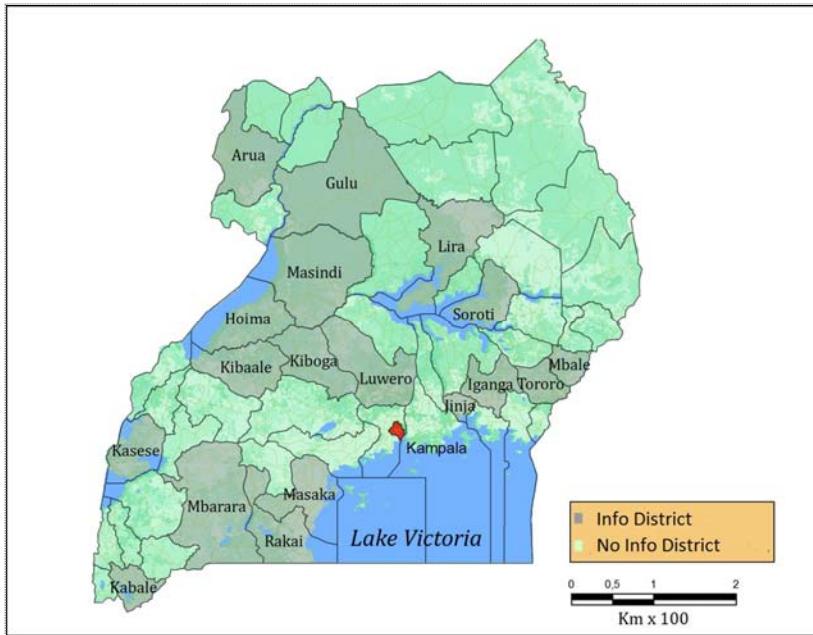 Arua
Gulu
Lira
Masindi
Soroti
Hoima
Kibaale
Kiboga
Luwero
Mbale
Iganga
Tororo
Jinja
Kampala
Kasese
Mbarara
Masaka
Rakai
Lake Victoria
Kabale
Info District
No Info District
0 0,5 1 2
Km x 100